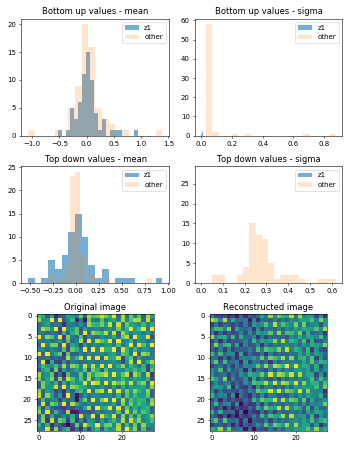 Bottom up values - mean
Bottom up values - sigma
20
15
10
5
0
z1
other
-1.0 -0.5 0.0 0.5 1.0 1.5
60
50
40
30
20
10
0
z1
other
0.0 0.2 0.4 0.6 0.8
Top down values - mean
Top down values - sigma
25
20
15
10
5
0
z1
other
-0.50 -0.25 0.00 0.25 0.50 0.75 1.00
25
20
15
10
5
0
z1
other
0.0 0.1 0.2 0.3 0.4 0.5 0.6
Original image
Reconstructed image
0
5
10
15
20
25
0 10 20
0
5
10
15
20
25
0 10 20